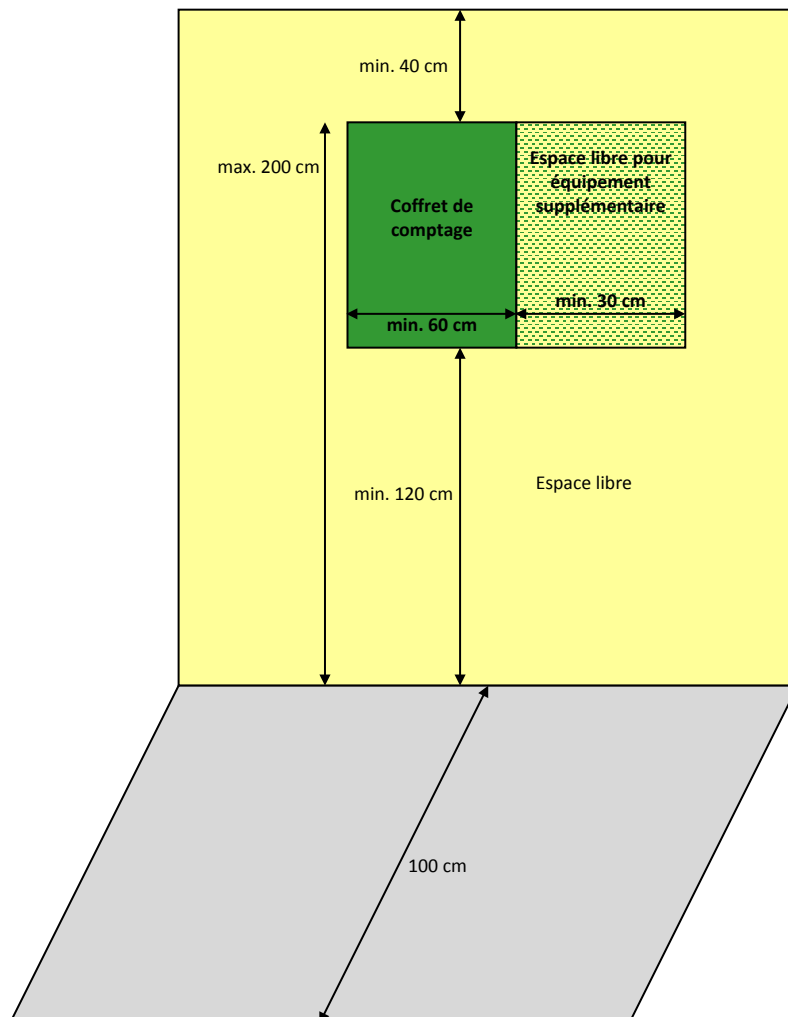 min. 40 cm
max. 200 cm
Espace libre pour
équipement
supplémentaire
Coffret de
comptage
min. 60 cm
min. 30 cm
min. 120 cm
Espace libre
100 cm